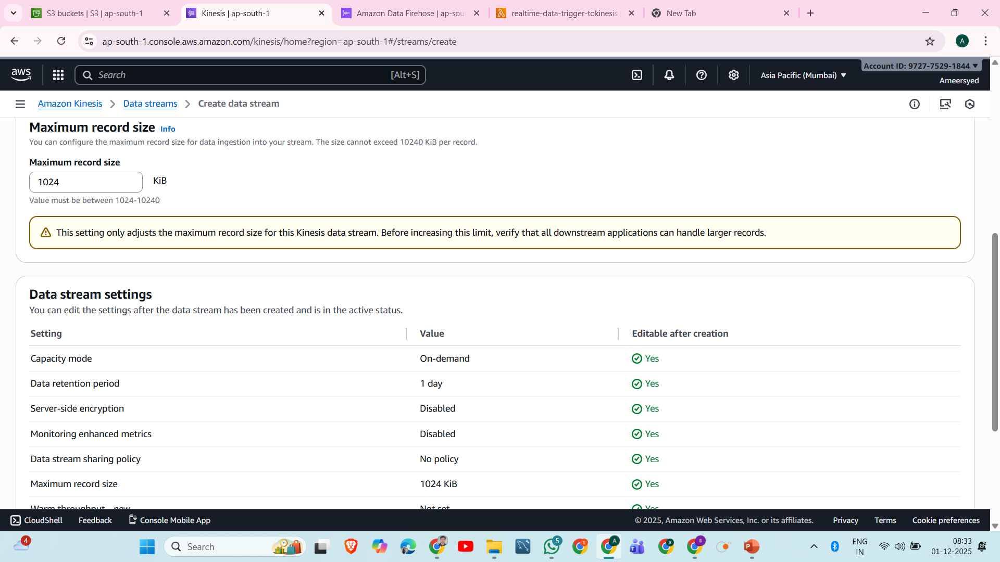 S3 buckets | S3 | ap-south-1
Kinesis | ap-south-1
Amazon Data Firehose | ap-sou
realtime-data-trigger-tokinesis
New Tab
ap-south-1.console.aws.amazon.com/kinesis/home?region=ap-south-1#/streams/create
A
aws
Search
[Alt+S]
Asia Pacific (Mumbai)
Account ID: 9727-7529-1844
Ameersyed
Amazon Kinesis
Data streams
Create data stream
Maximum record size Info
You can configure the maximum record size for data ingestion into your stream. The size cannot exceed 10240 KiB per record.
Maximum record size
1024 KiB
Value must be between 1024-10240
This setting only adjusts the maximum record size for this Kinesis data stream. Before increasing this limit, verify that all downstream applications can handle larger records.
Data stream settings
You can edit the settings after the data stream has been created and is in the active status.
Setting Value Editable after creation
Capacity mode On-demand Yes
Data retention period 1 day Yes
Server-side encryption Disabled Yes
Monitoring enhanced metrics Disabled Yes
Data stream sharing policy No policy Yes
Maximum record size 1024 KiB Yes
Warm throughput - new Not set Yes
CloudShell Feedback Console Mobile App © 2025, Amazon Web Services, Inc. or its affiliates. Privacy Terms Cookie preferences
4
Search
5
S
A
T
S
S
P
ENG
IN
08:33
01-12-2025